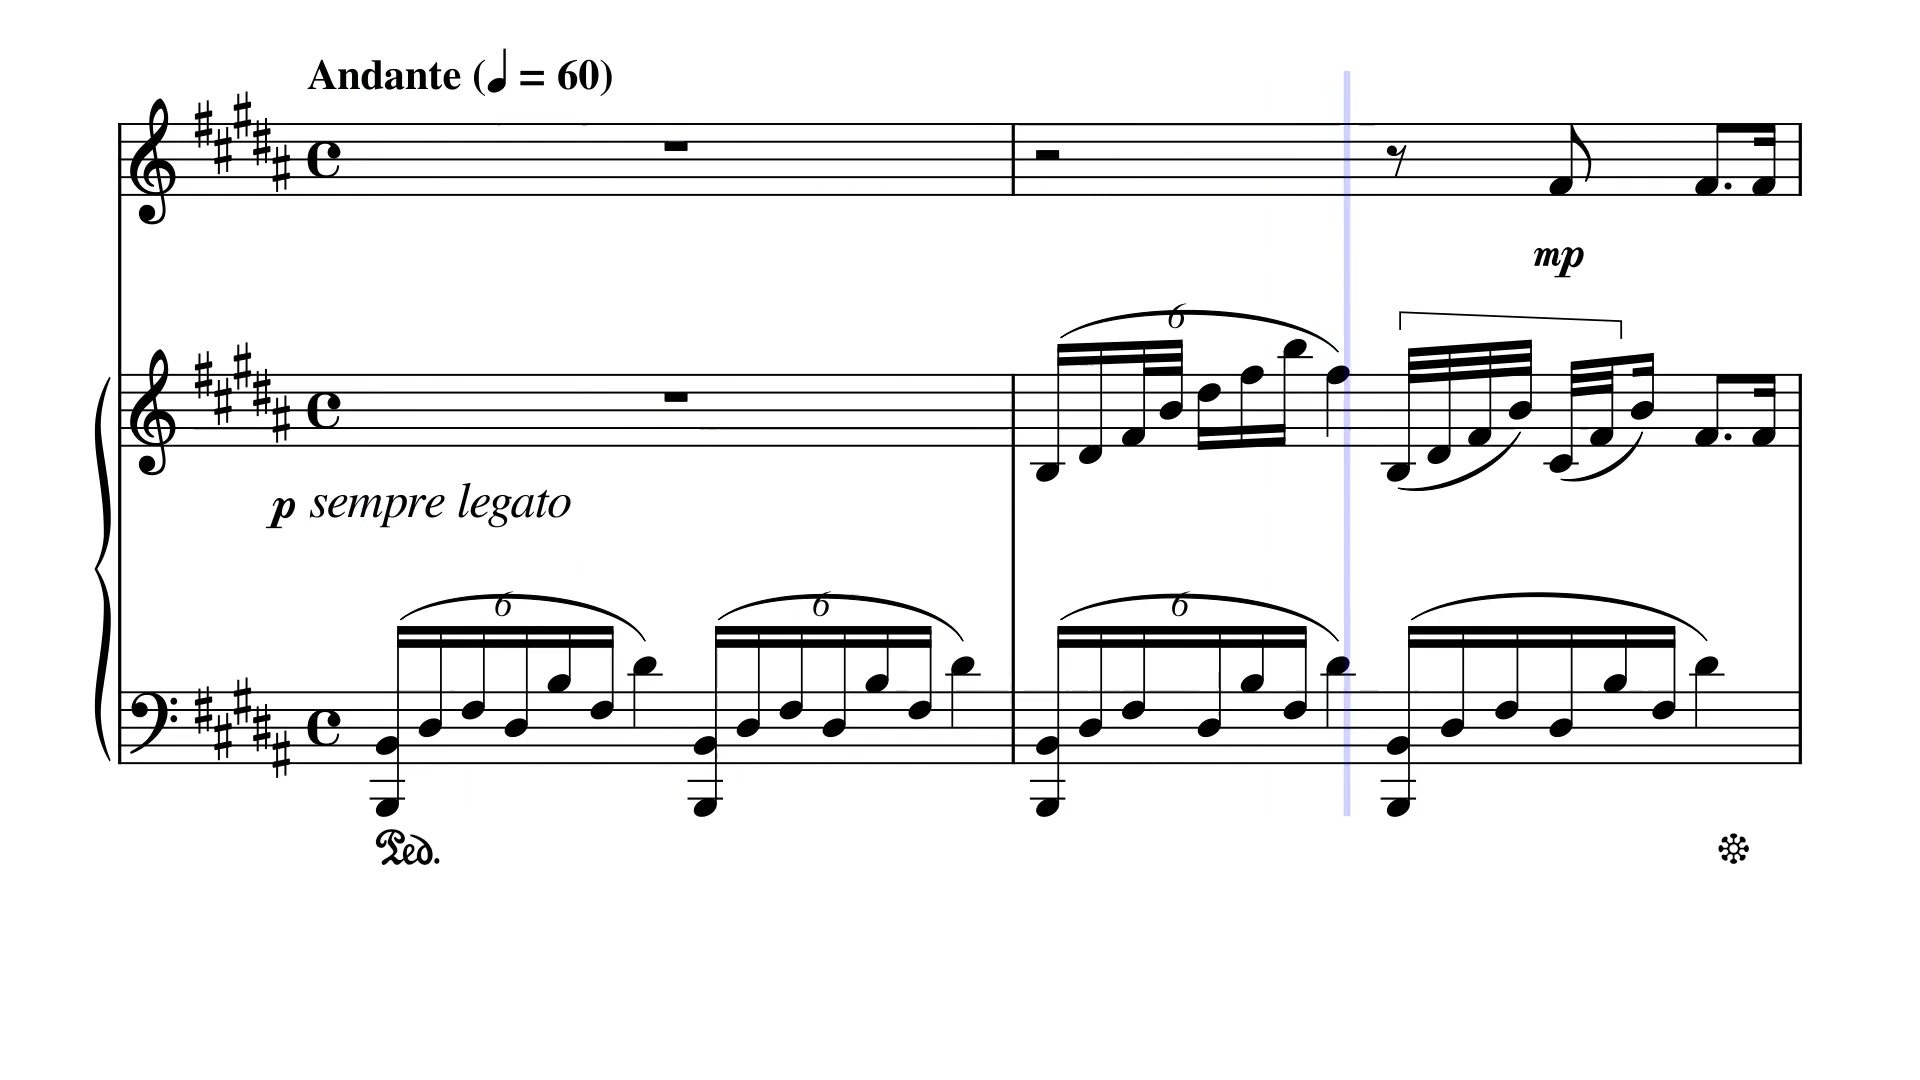 Andante (♩ = 60)
mp
6
p sempre legato
6 6 6
Ped.